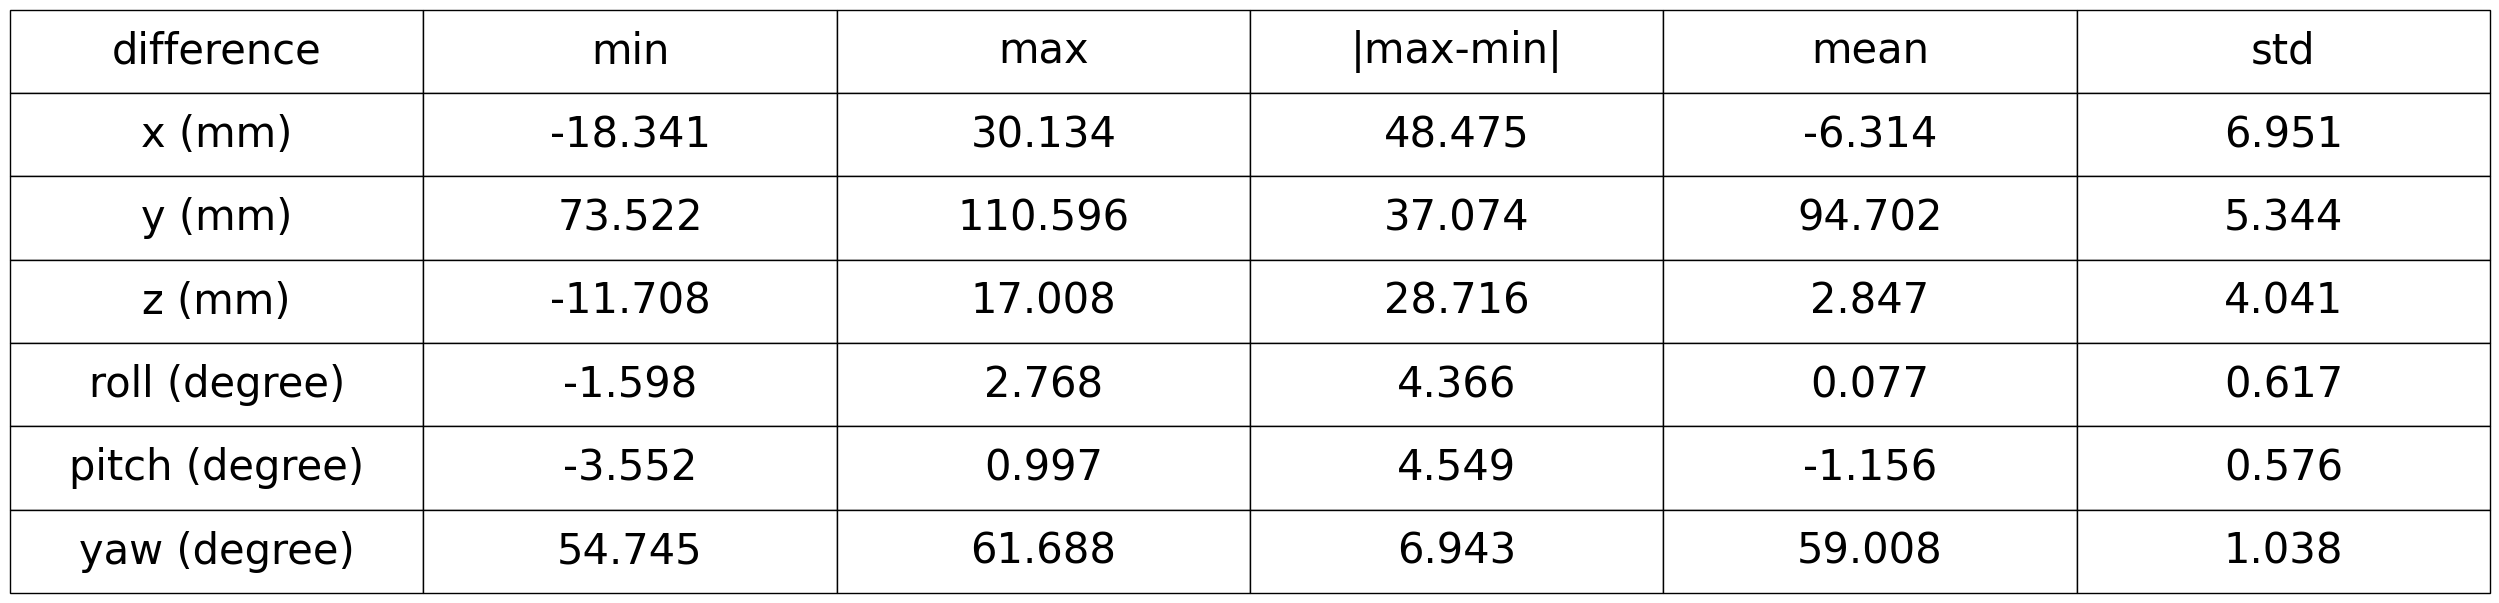 difference min max |max-min| mean std
x (mm) -18.341 30.134 48.475 -6.314 6.951
y (mm) 73.522 110.596 37.074 94.702 5.344
z (mm) -11.708 17.008 28.716 2.847 4.041
roll (degree) -1.598 2.768 4.366 0.077 0.617
pitch (degree) -3.552 0.997 4.549 -1.156 0.576
yaw (degree) 54.745 61.688 6.943 59.008 1.038